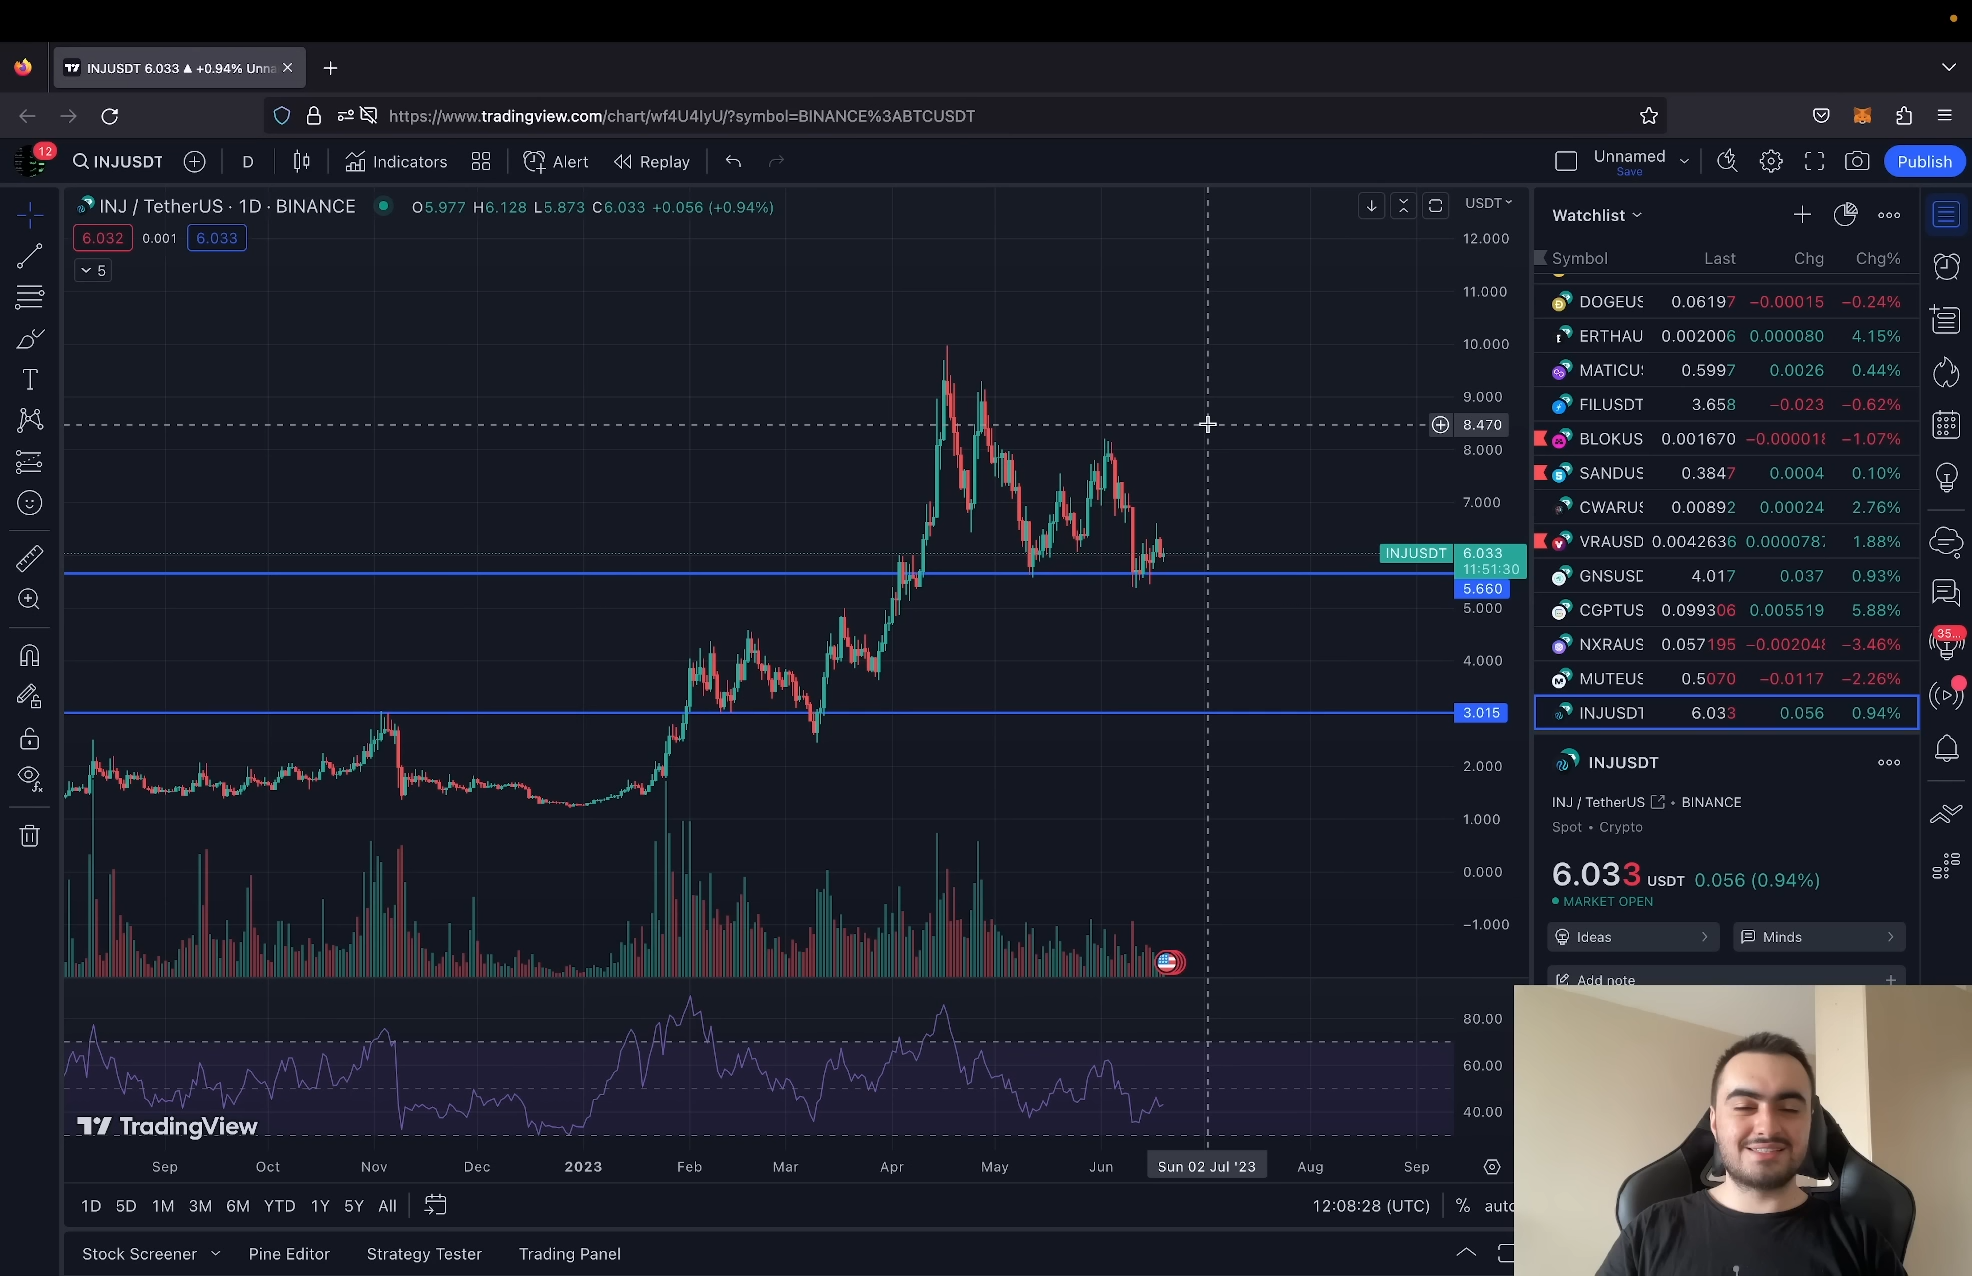 INJUSDT 6.033 ▲ +0.94% Unna
https://www.tradingview.com/chart/wf4U4IyU/?symbol=BINANCE%3ABTCUSDT
12
INJUSDT
D
Indicators
Alert
Replay
Unnamed
Save
Publish
INJ / TetherUS · 1D · BINANCE
O5.977 H6.128 L5.873 C6.033 +0.056 (+0.94%)
6.032 0.001 6.033
5
USDT
12.000
11.000
10.000
9.000
8.470
8.000
7.000
INJUSDT 6.033
11:51:30
5.660
5.000
4.000
3.015
2.000
1.000
0.000
−1.000
80.00
60.00
40.00
TradingView
Sep Oct Nov Dec 2023 Feb Mar Apr May Jun Sun 02 Jul '23 Aug Sep
1D 5D 1M 3M 6M YTD 1Y 5Y All
12:08:28 (UTC) % auto
Stock Screener Pine Editor Strategy Tester Trading Panel
Watchlist
Symbol Last Chg Chg%
DOGEUS 0.06197 −0.00015 −0.24%
ERTHAU 0.002006 0.000080 4.15%
MATICUS 0.5997 0.0026 0.44%
FILUSDT 3.658 −0.023 −0.62%
BLOKUS 0.001670 −0.000018 −1.07%
SANDUS 0.3847 0.0004 0.10%
CWARUS 0.00892 0.00024 2.76%
VRAUSD 0.0042636 0.0000787 1.88%
GNSUSD 4.017 0.037 0.93%
CGPTUS 0.099306 0.005519 5.88%
NXRAUS 0.057195 −0.002048 −3.46%
MUTEUS 0.5070 −0.0117 −2.26%
INJUSDT 6.033 0.056 0.94%
INJUSDT
INJ / TetherUS • BINANCE
Spot • Crypto
6.033 USDT 0.056 (0.94%)
MARKET OPEN
Ideas
Minds
Add note
35...